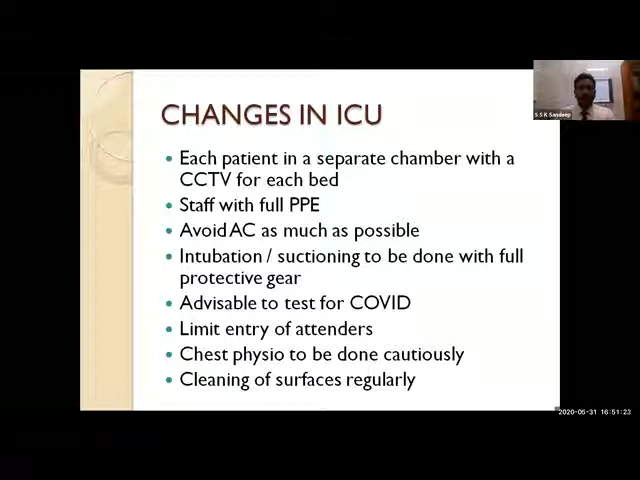 CHANGES IN ICU
• Each patient in a separate chamber with a
CCTV for each bed
• Staff with full PPE
• Avoid AC as much as possible
• Intubation / suctioning to be done with full
protective gear
• Advisable to test for COVID
• Limit entry of attenders
• Chest physio to be done cautiously
• Cleaning of surfaces regularly
S S K Sandeep
2020-05-31 16:51:23